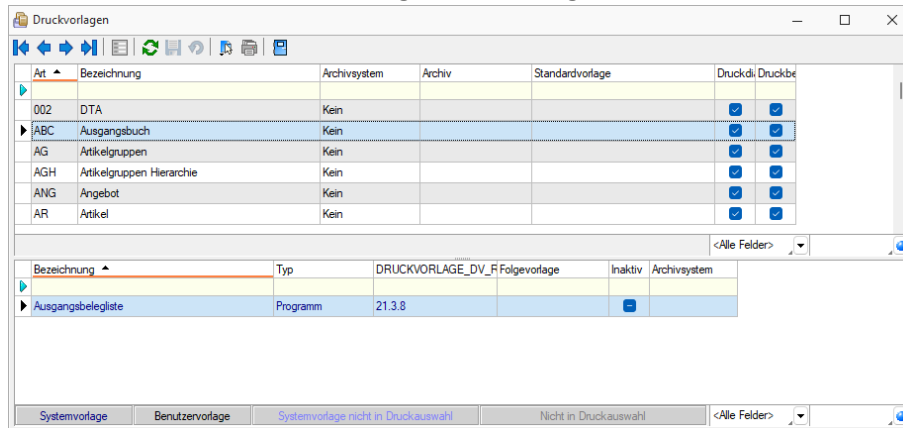 Druckvorlagen
Art Bezeichnung Archivsystem Archiv Standardvorlage Druckdi Druckbe
002 DTA Kein
ABC Ausgangsbuch Kein
AG Artikelgruppen Kein
AGH Artikelgruppen Hierarchie Kein
ANG Angebot Kein
AR Artikel Kein
<Alle Felder>
Bezeichnung Typ DRUCKVORLAGE_DV_F Folgevorlage Inaktiv Archivsystem
Ausgangsbelegliste Programm 21.3.8
Systemvorlage Benutzervorlage Systemvorlage nicht in Druckauswahl Nicht in Druckauswahl <Alle Felder>